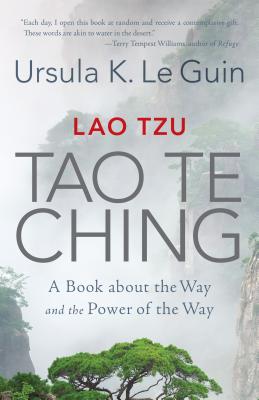 "Each day, I open this book at random and receive a contemplative gift.
These words are akin to water in the desert."
—Terry Tempest Williams, author of Refuge
Ursula K. Le Guin
LAO TZU
TAO TE
CHING
A Book about the Way
and the Power of the Way